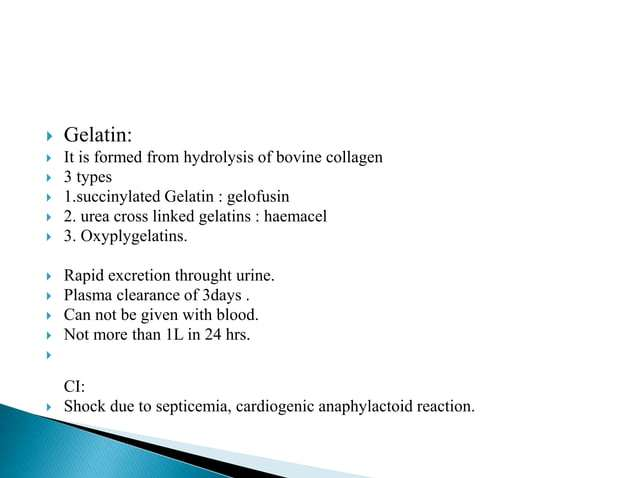 Gelatin:
It is formed from hydrolysis of bovine collagen
3 types
1.succinylated Gelatin : gelofusin
2. urea cross linked gelatins : haemacel
3. Oxyplygelatins.
Rapid excretion throught urine.
Plasma clearance of 3days .
Can not be given with blood.
Not more than 1L in 24 hrs.
CI:
Shock due to septicemia, cardiogenic anaphylactoid reaction.